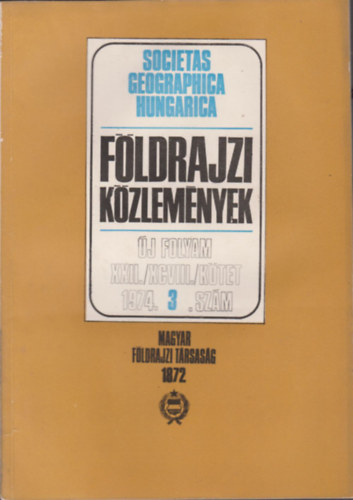 SOCIETAS
GEOGRAPHICA
HUNGARICA
FÖLDRAJZI
KÖZLEMÉNYEK
ÚJ FOLYAM
XXII./XCVIII./KÖTET
1974. 3 . SZÁM
MAGYAR
FÖLDRAJZI TÁRSASÁG
1872